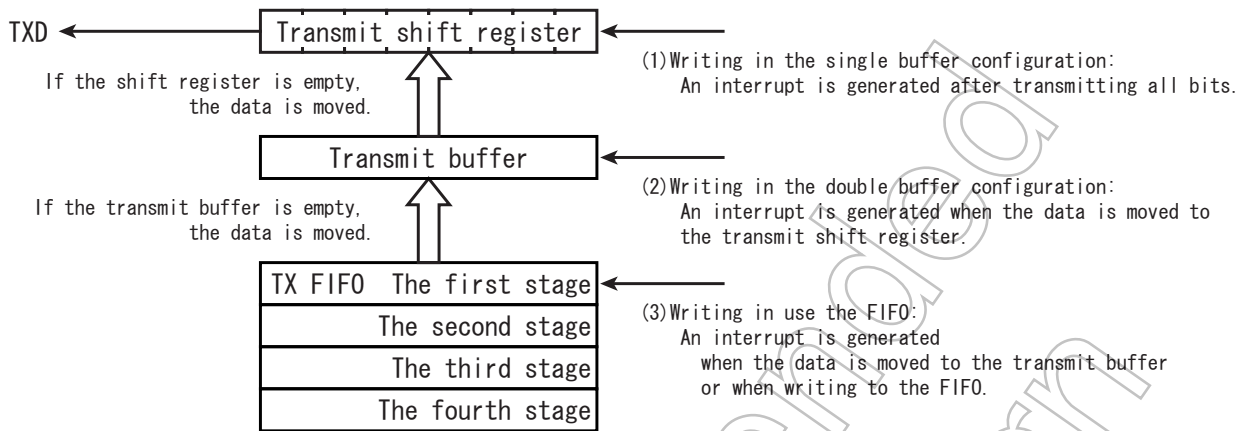 TXD
Transmit shift register
(1)Writing in the single buffer configuration:
An interrupt is generated after transmitting all bits.
If the shift register is empty,
the data is moved.
Transmit buffer
(2)Writing in the double buffer configuration:
An interrupt is generated when the data is moved to
the transmit shift register.
If the transmit buffer is empty,
the data is moved.
TX FIFO The first stage
The second stage
The third stage
The fourth stage
(3)Writing in use the FIFO:
An interrupt is generated
when the data is moved to the transmit buffer
or when writing to the FIFO.